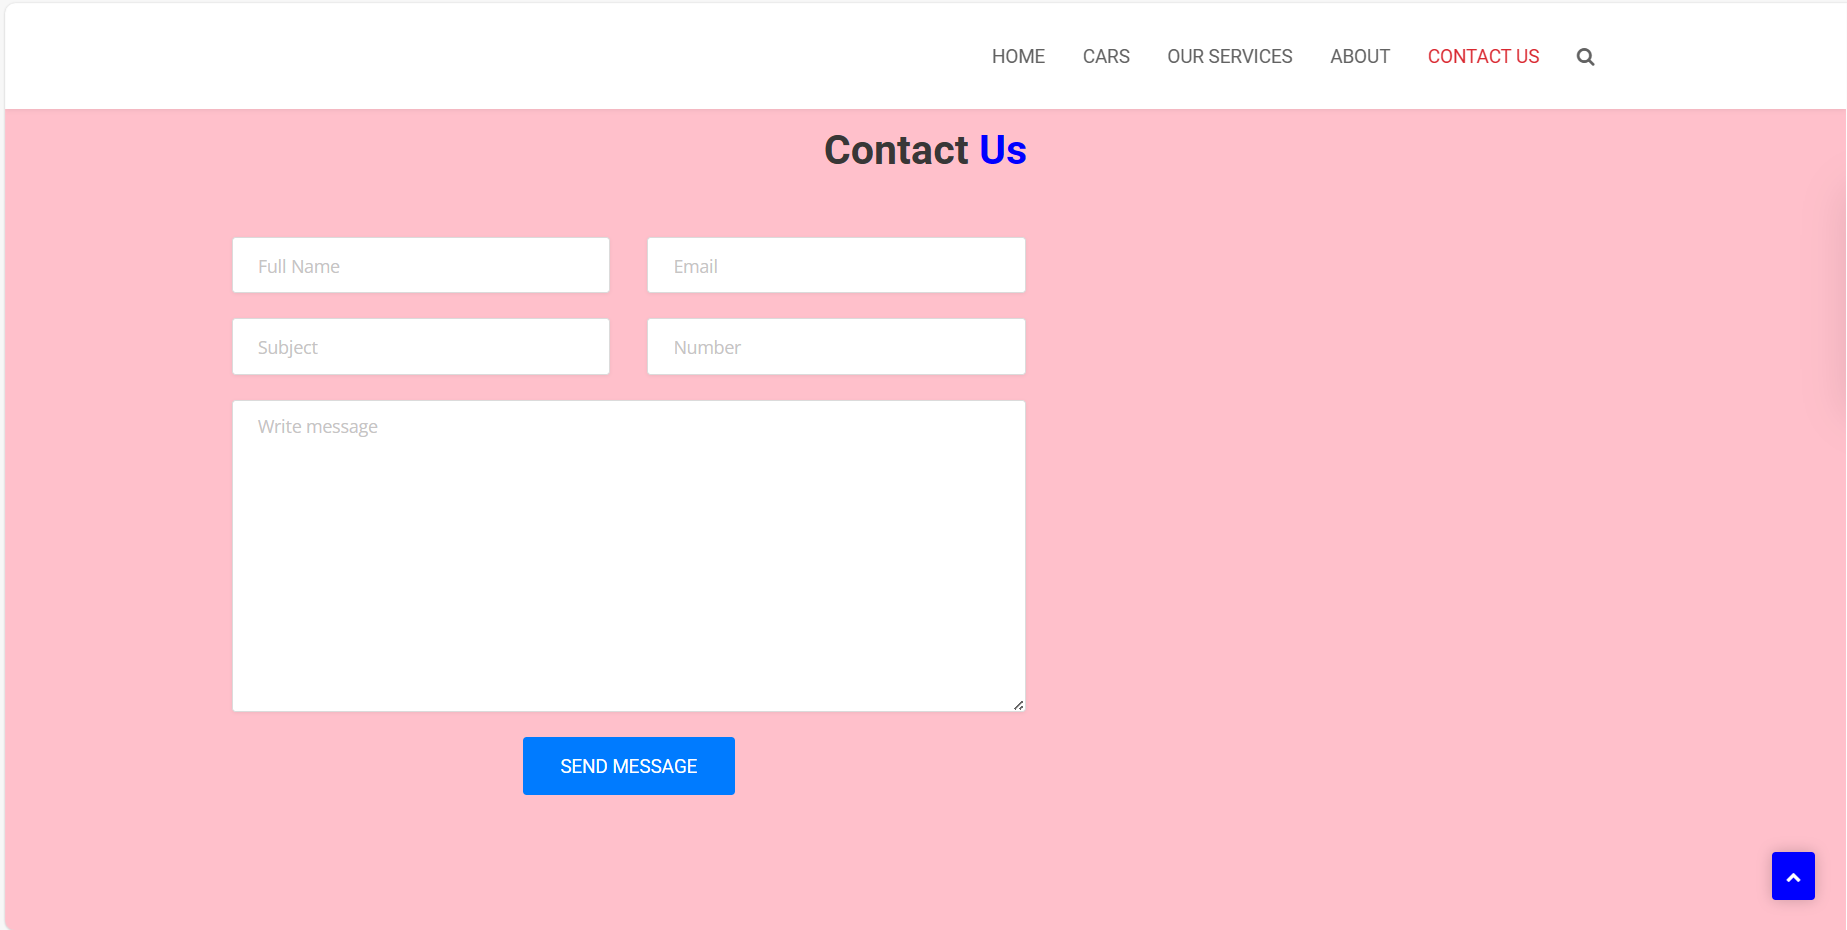 HOME CARS OUR SERVICES ABOUT CONTACT US
Contact Us
Full Name Email
Subject Number
Write message
SEND MESSAGE